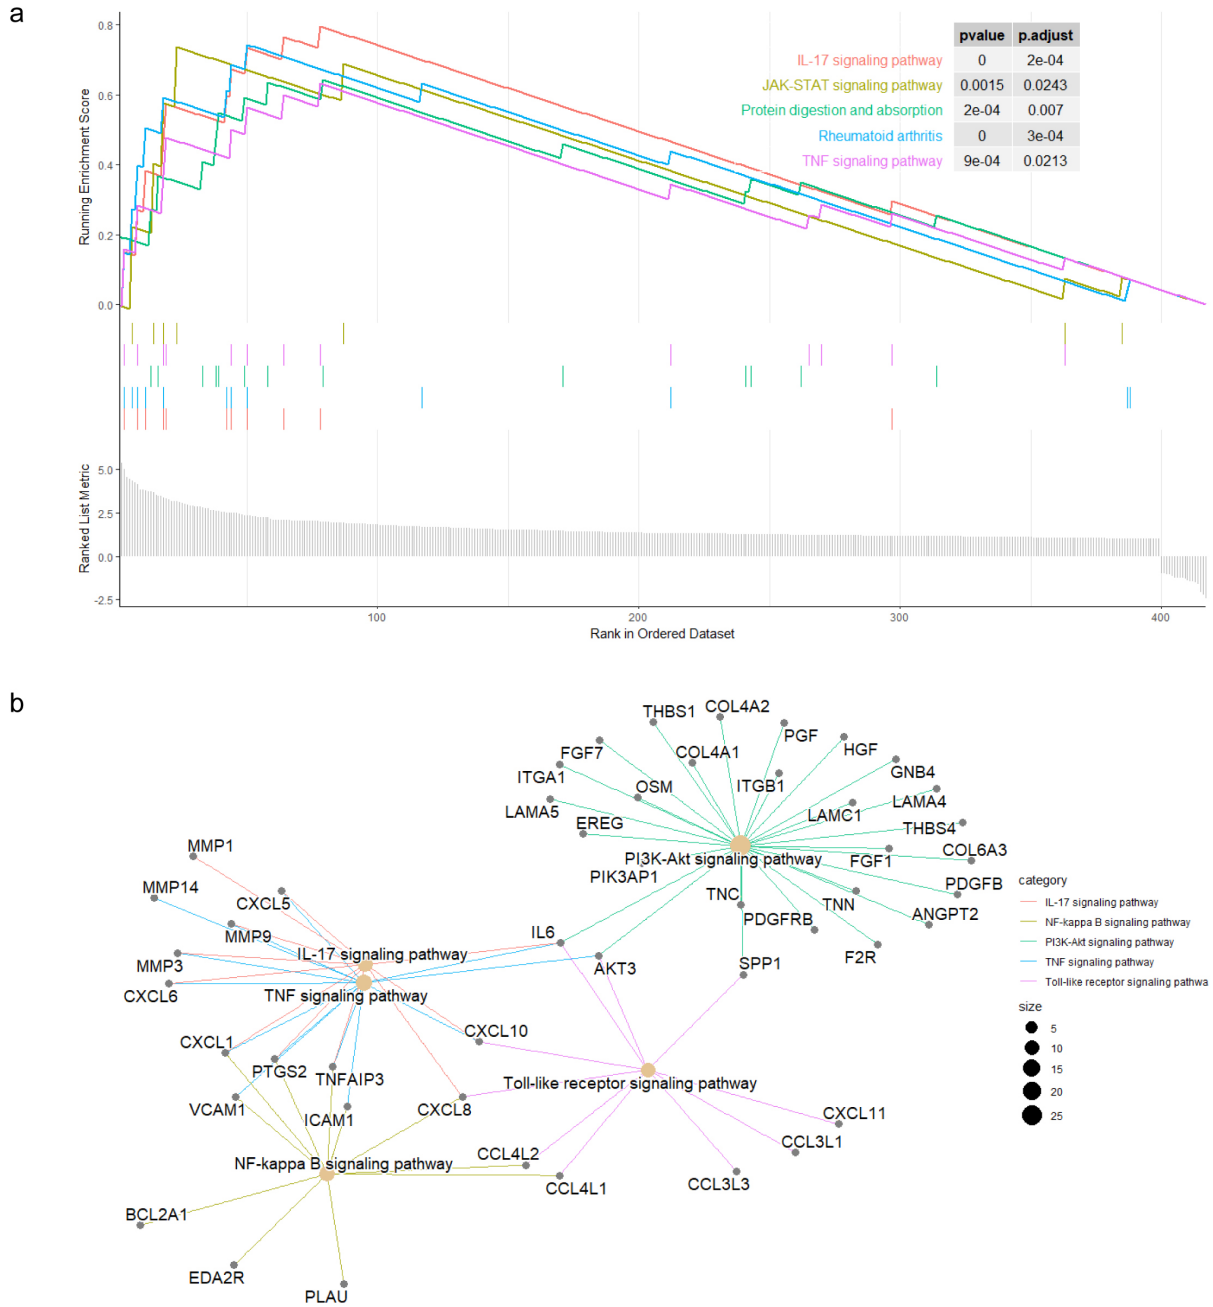 a
Running Enrichment Score
0.8
0.6
0.4
0.2
0.0
pvalue p.adjust
IL-17 signaling pathway 0 2e-04
JAK-STAT signaling pathway 0.0015 0.0243
Protein digestion and absorption 2e-04 0.007
Rheumatoid arthritis 0 3e-04
TNF signaling pathway 9e-04 0.0213
Ranked List Metric
5.0
2.5
0.0
-2.5
100 200 300 400
Rank in Ordered Dataset
b
THBS1 COL4A2
PGF
HGF
FGF7 COL4A1
GNB4
ITGA1 ITGB1
OSM
LAMA4
LAMA5 LAMC1
EREG THBS4
MMP1 COL6A3
PI3K-Akt signaling pathway FGF1
PIK3AP1
MMP14 PDGFB
CXCL5 TNC TNN
ANGPT2
PDGFRB
MMP9 IL6
IL-17 signaling pathway F2R
MMP3 AKT3 SPP1
CXCL6 TNF signaling pathway
CXCL10
CXCL1
PTGS2 TNFAIP3 Toll-like receptor signaling pathway
VCAM1 ICAM1 CXCL8 CXCL11
CCL3L1
NF-kappa B signaling pathway CCL4L2
CCL4L1 CCL3L3
BCL2A1
EDA2R
PLAU
category
IL-17 signaling pathway
NF-kappa B signaling pathway
PI3K-Akt signaling pathway
TNF signaling pathway
Toll-like receptor signaling pathwa
size
5
10
15
20
25